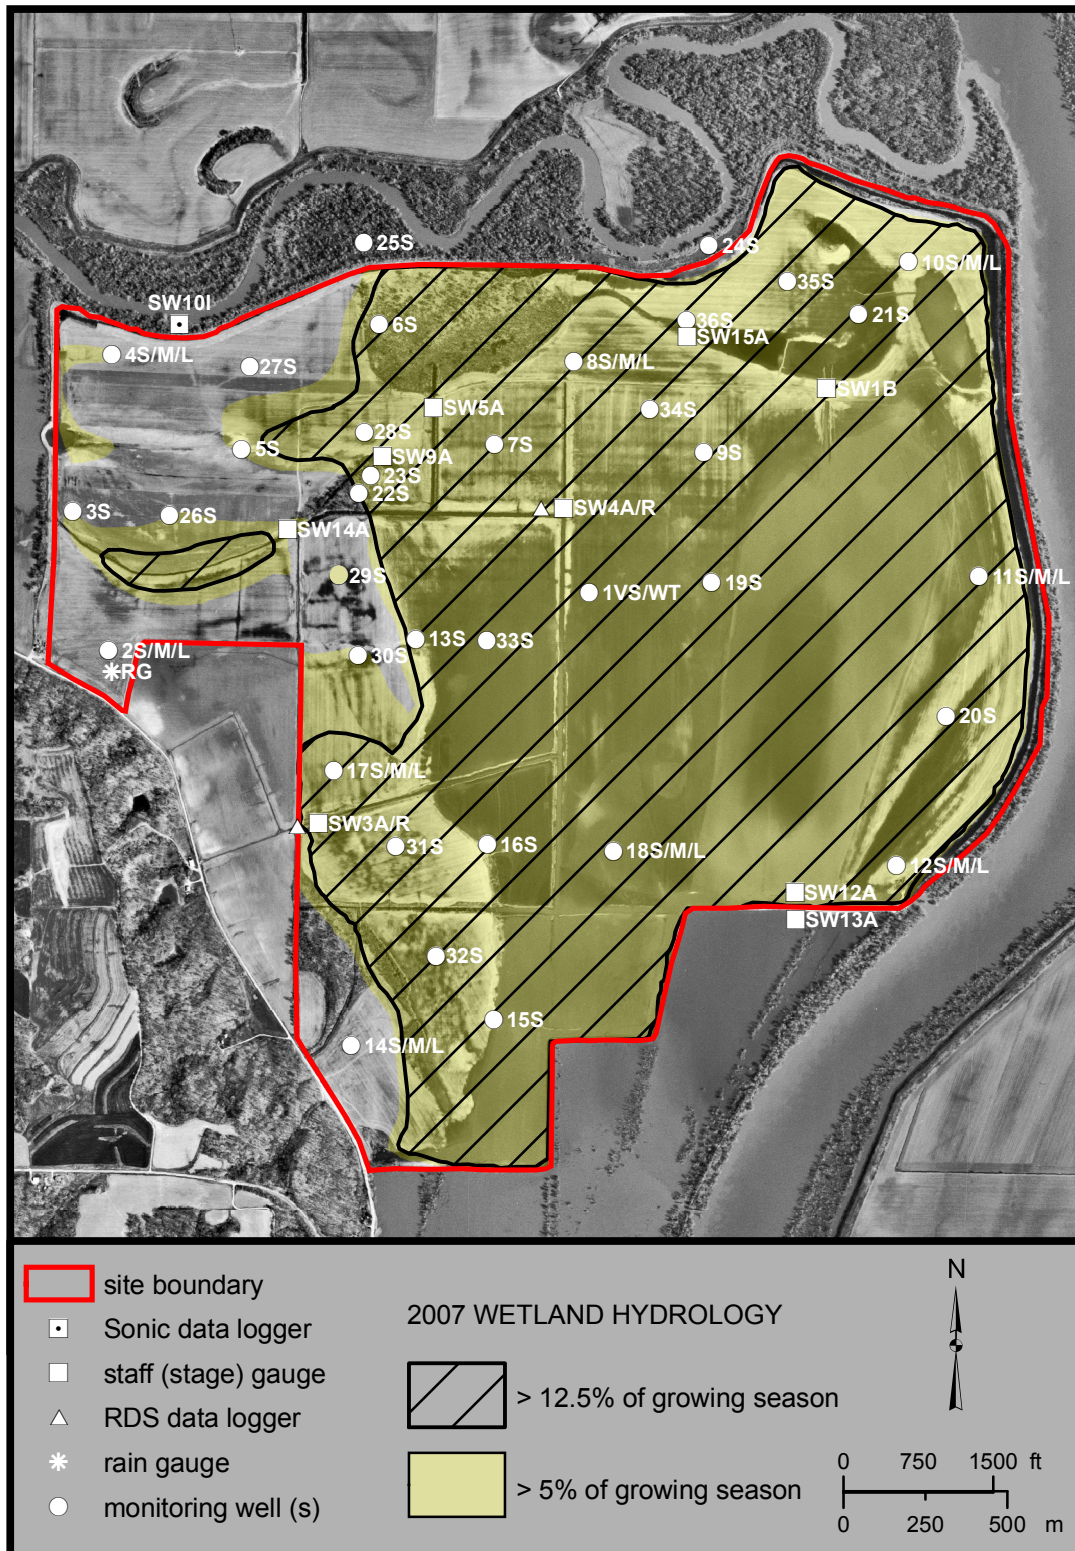 25S
24S
10S/M/L
35S
SW10I
6S
36S
21S
SW15A
4S/M/L
27S
8S/M/L
SW1B
SW5A
34S
28S
7S
5S
SW9A
9S
23S
22S
3S
26S
SW4A/R
SW14A
29S
1VS/WT
19S
11S/M/L
13S
33S
2S/M/L
30S
RG
20S
17S/M/L
SW3A/R
31S
16S
18S/M/L
12S/M/L
SW12A
SW13A
32S
15S
14S/M/L
site boundary
Sonic data logger
staff (stage) gauge
RDS data logger
rain gauge
monitoring well (s)
2007 WETLAND HYDROLOGY
> 12.5% of growing season
> 5% of growing season
N
0 750 1500 ft
0 250 500 m